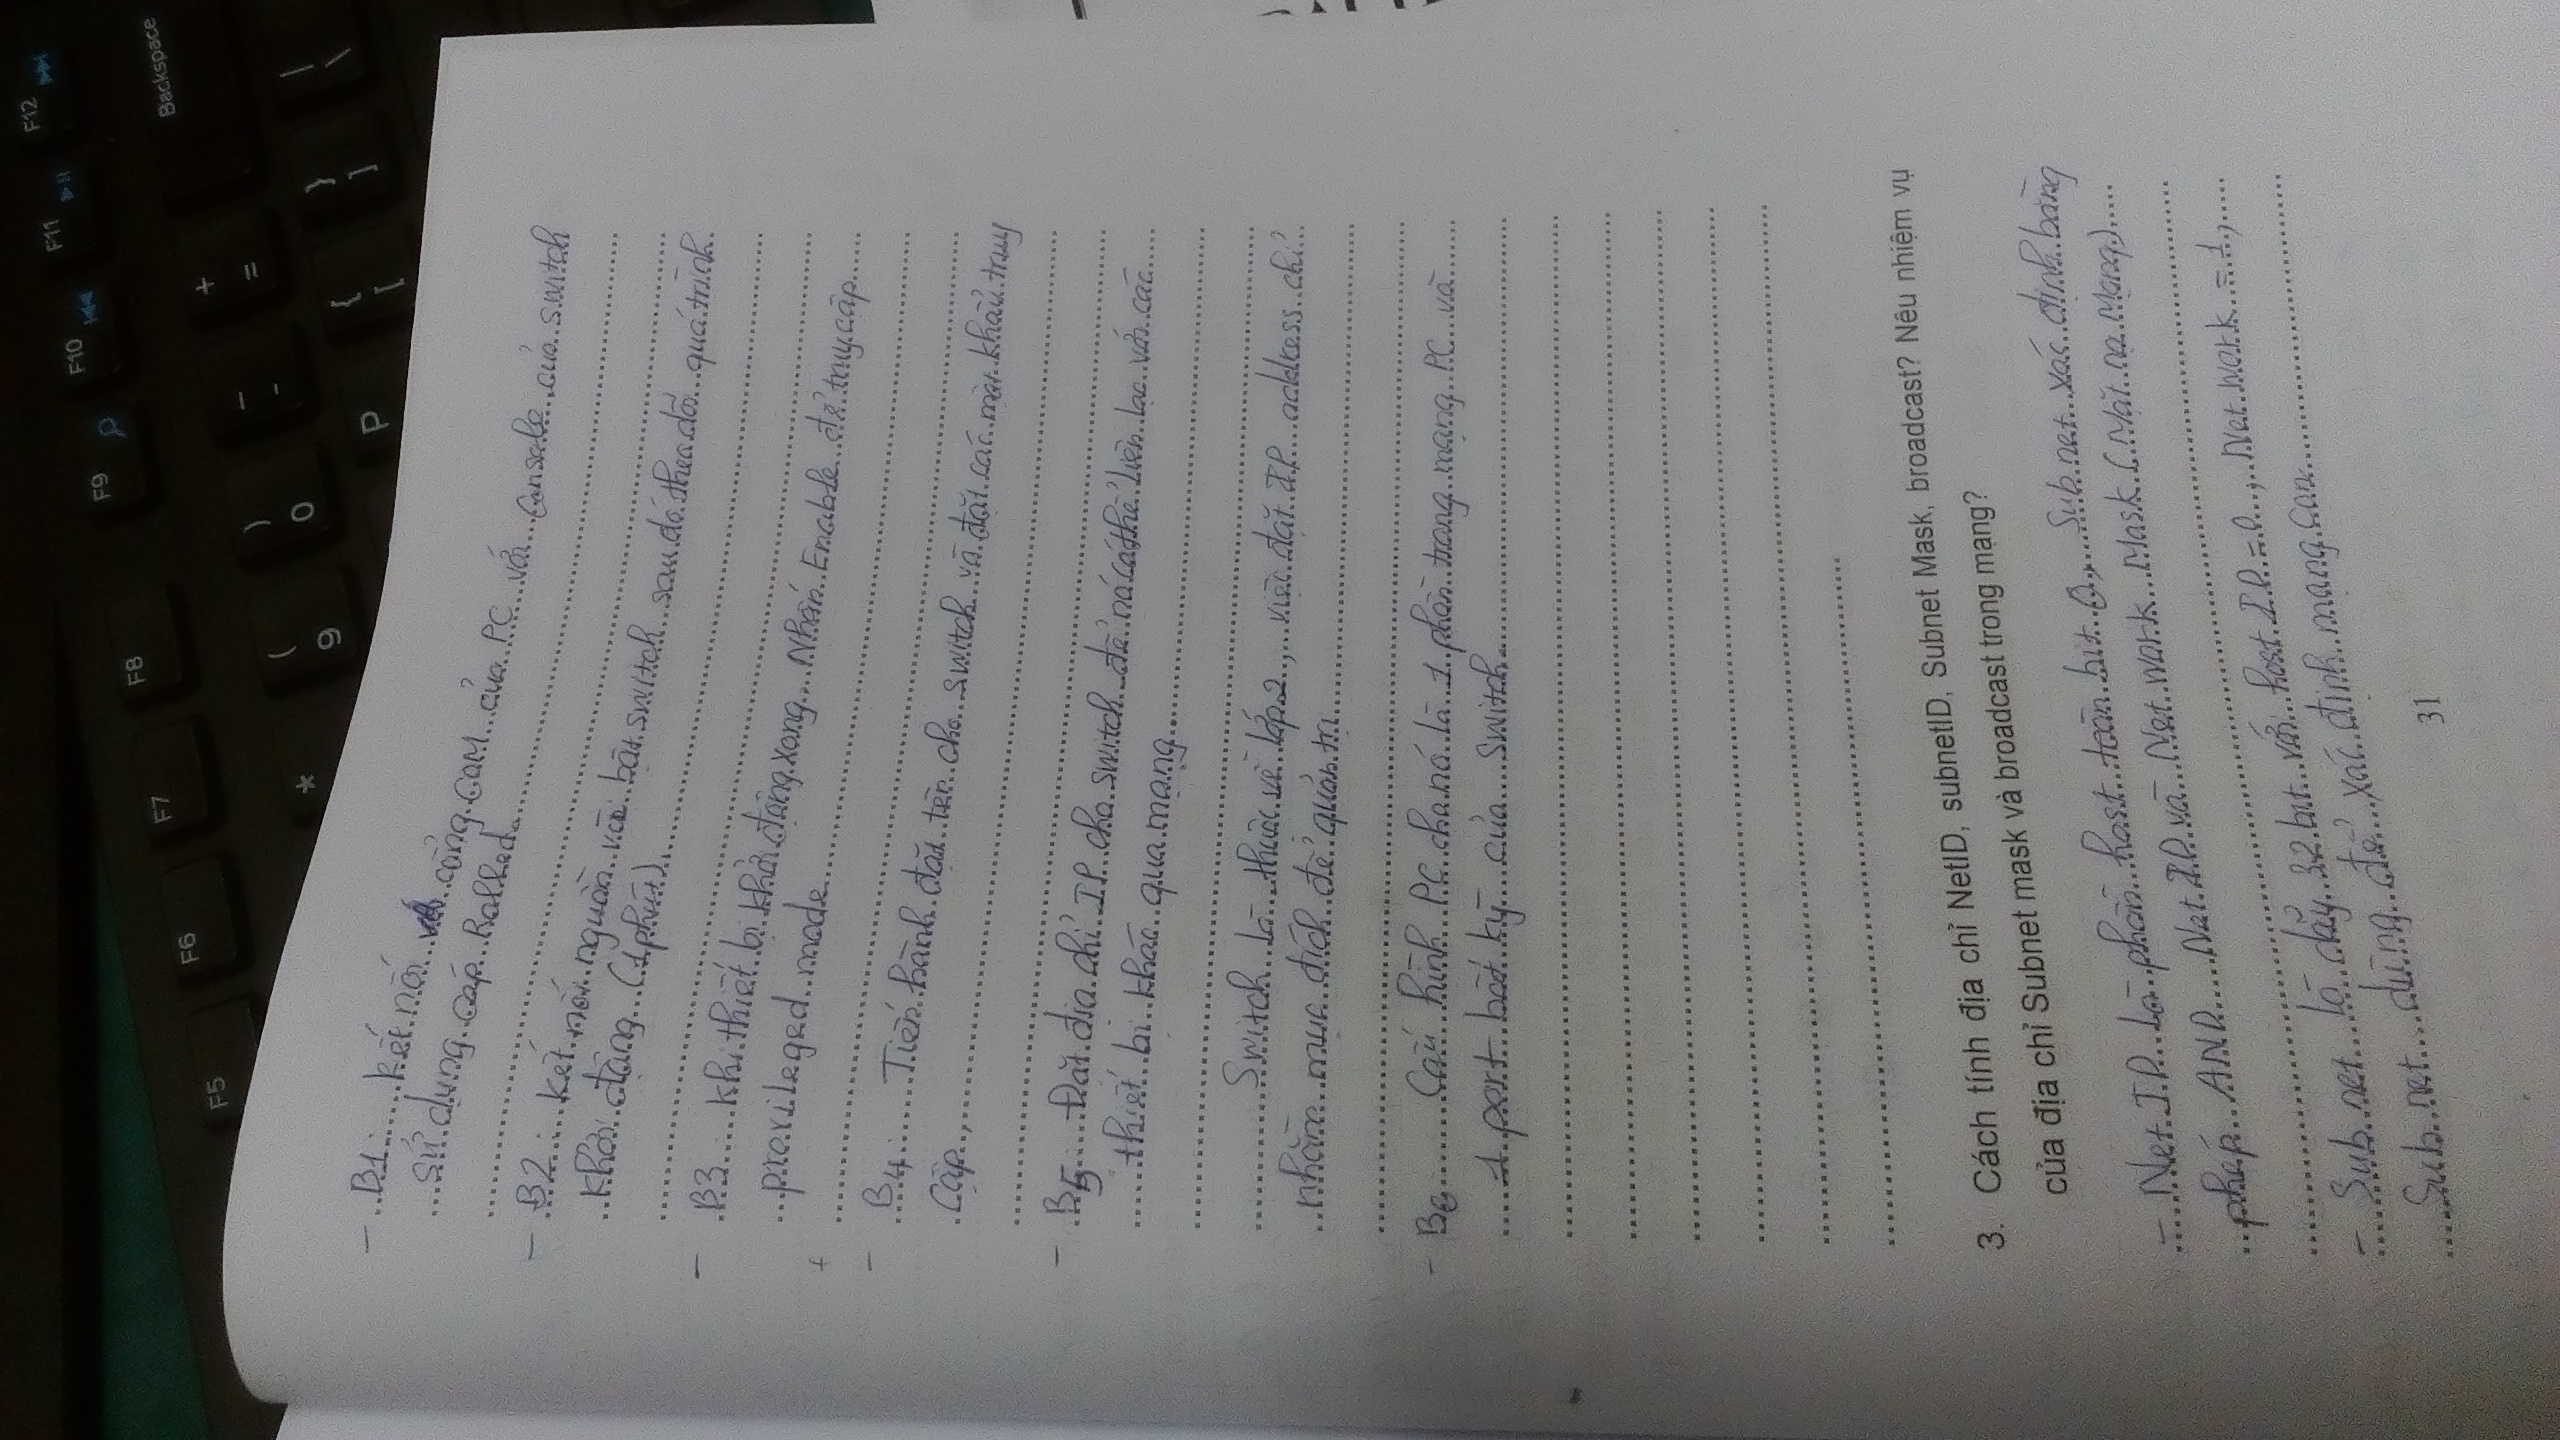 F5 F6 F7 F8 F9 F10 F11 F12
Backspace
* ( 9 ) 0 _ - + =
P { [ } ] | \
- B1: kết nối cổng COM của PC với Console của switch
sử dụng cáp Rolled.
- B2: kết nối nguồn và bật switch sau đó theo dõi quá trình
khởi động (1 phút).
- B3: Khi thiết bị khởi động xong, Nhấn Enable để truy cập
privileged mode
+
- B4: Tiến hành đặt tên cho switch và đặt các mật khẩu truy
cập,
- B5 Đặt địa chỉ IP cho switch để nó có thể liên lạc với các
thiết bị khác qua mạng
Switch là thuộc về lớp 2, việc đặt IP address chỉ
nhằm mục đích để quản trị
- B6 Cấu hình PC cho nó là 1 phần trong mạng PC và
1 port bất kỳ của switch
3. Cách tính địa chỉ NetID, subnetID, Subnet Mask, broadcast? Nêu nhiệm vụ
của địa chỉ Subnet mask và broadcast trong mạng?
- Net ID là phần host toàn bit 0, Sub net xác định bằng
phép AND Net ID và Net work Mask (Mặt nạ Mạng)
- Sub net là dãy 32 bit với host ID = 0, Net work = 1,
Sub net dùng để xác định mạng con
31